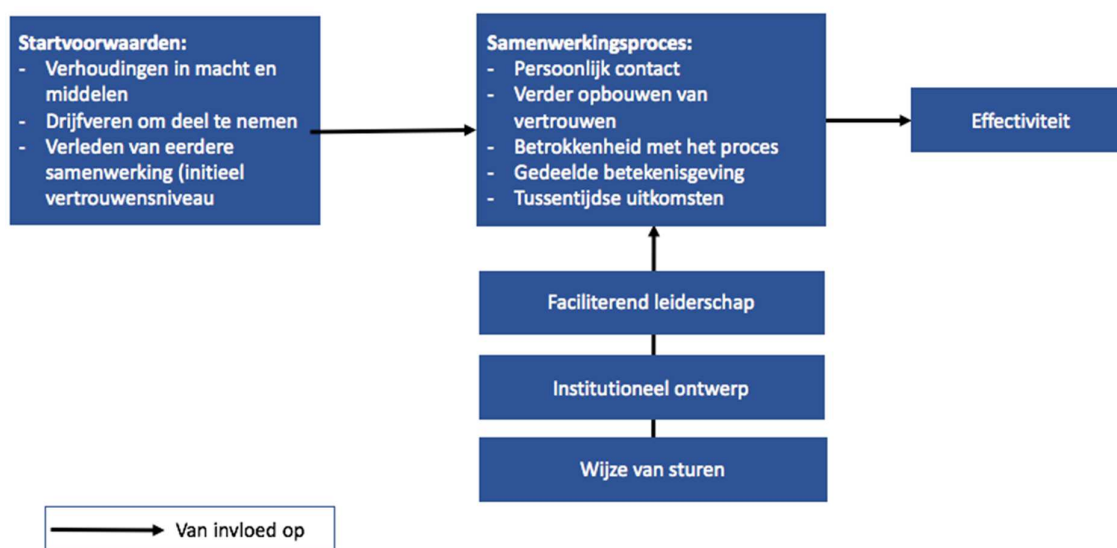 Startvoorwaarden:
- Verhoudingen in macht en
middelen
- Drijfveren om deel te nemen
- Verleden van eerdere
samenwerking (initieel
vertrouwensniveau
Samenwerkingsproces:
- Persoonlijk contact
- Verder opbouwen van
vertrouwen
- Betrokkenheid met het proces
- Gedeelde betekenisgeving
- Tussentijdse uitkomsten
Effectiviteit
Faciliterend leiderschap
Institutioneel ontwerp
Wijze van sturen
Van invloed op